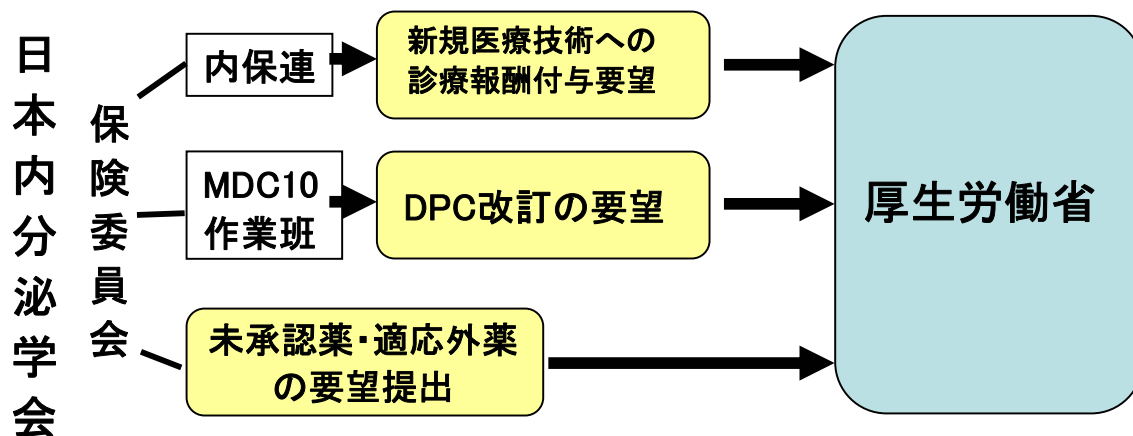 日本内分泌学会
保険委員会
内保連
新規医療技術への
診療報酬付与要望
MDC10
作業班
DPC改訂の要望
未承認薬・適応外薬
の要望提出
厚生労働省